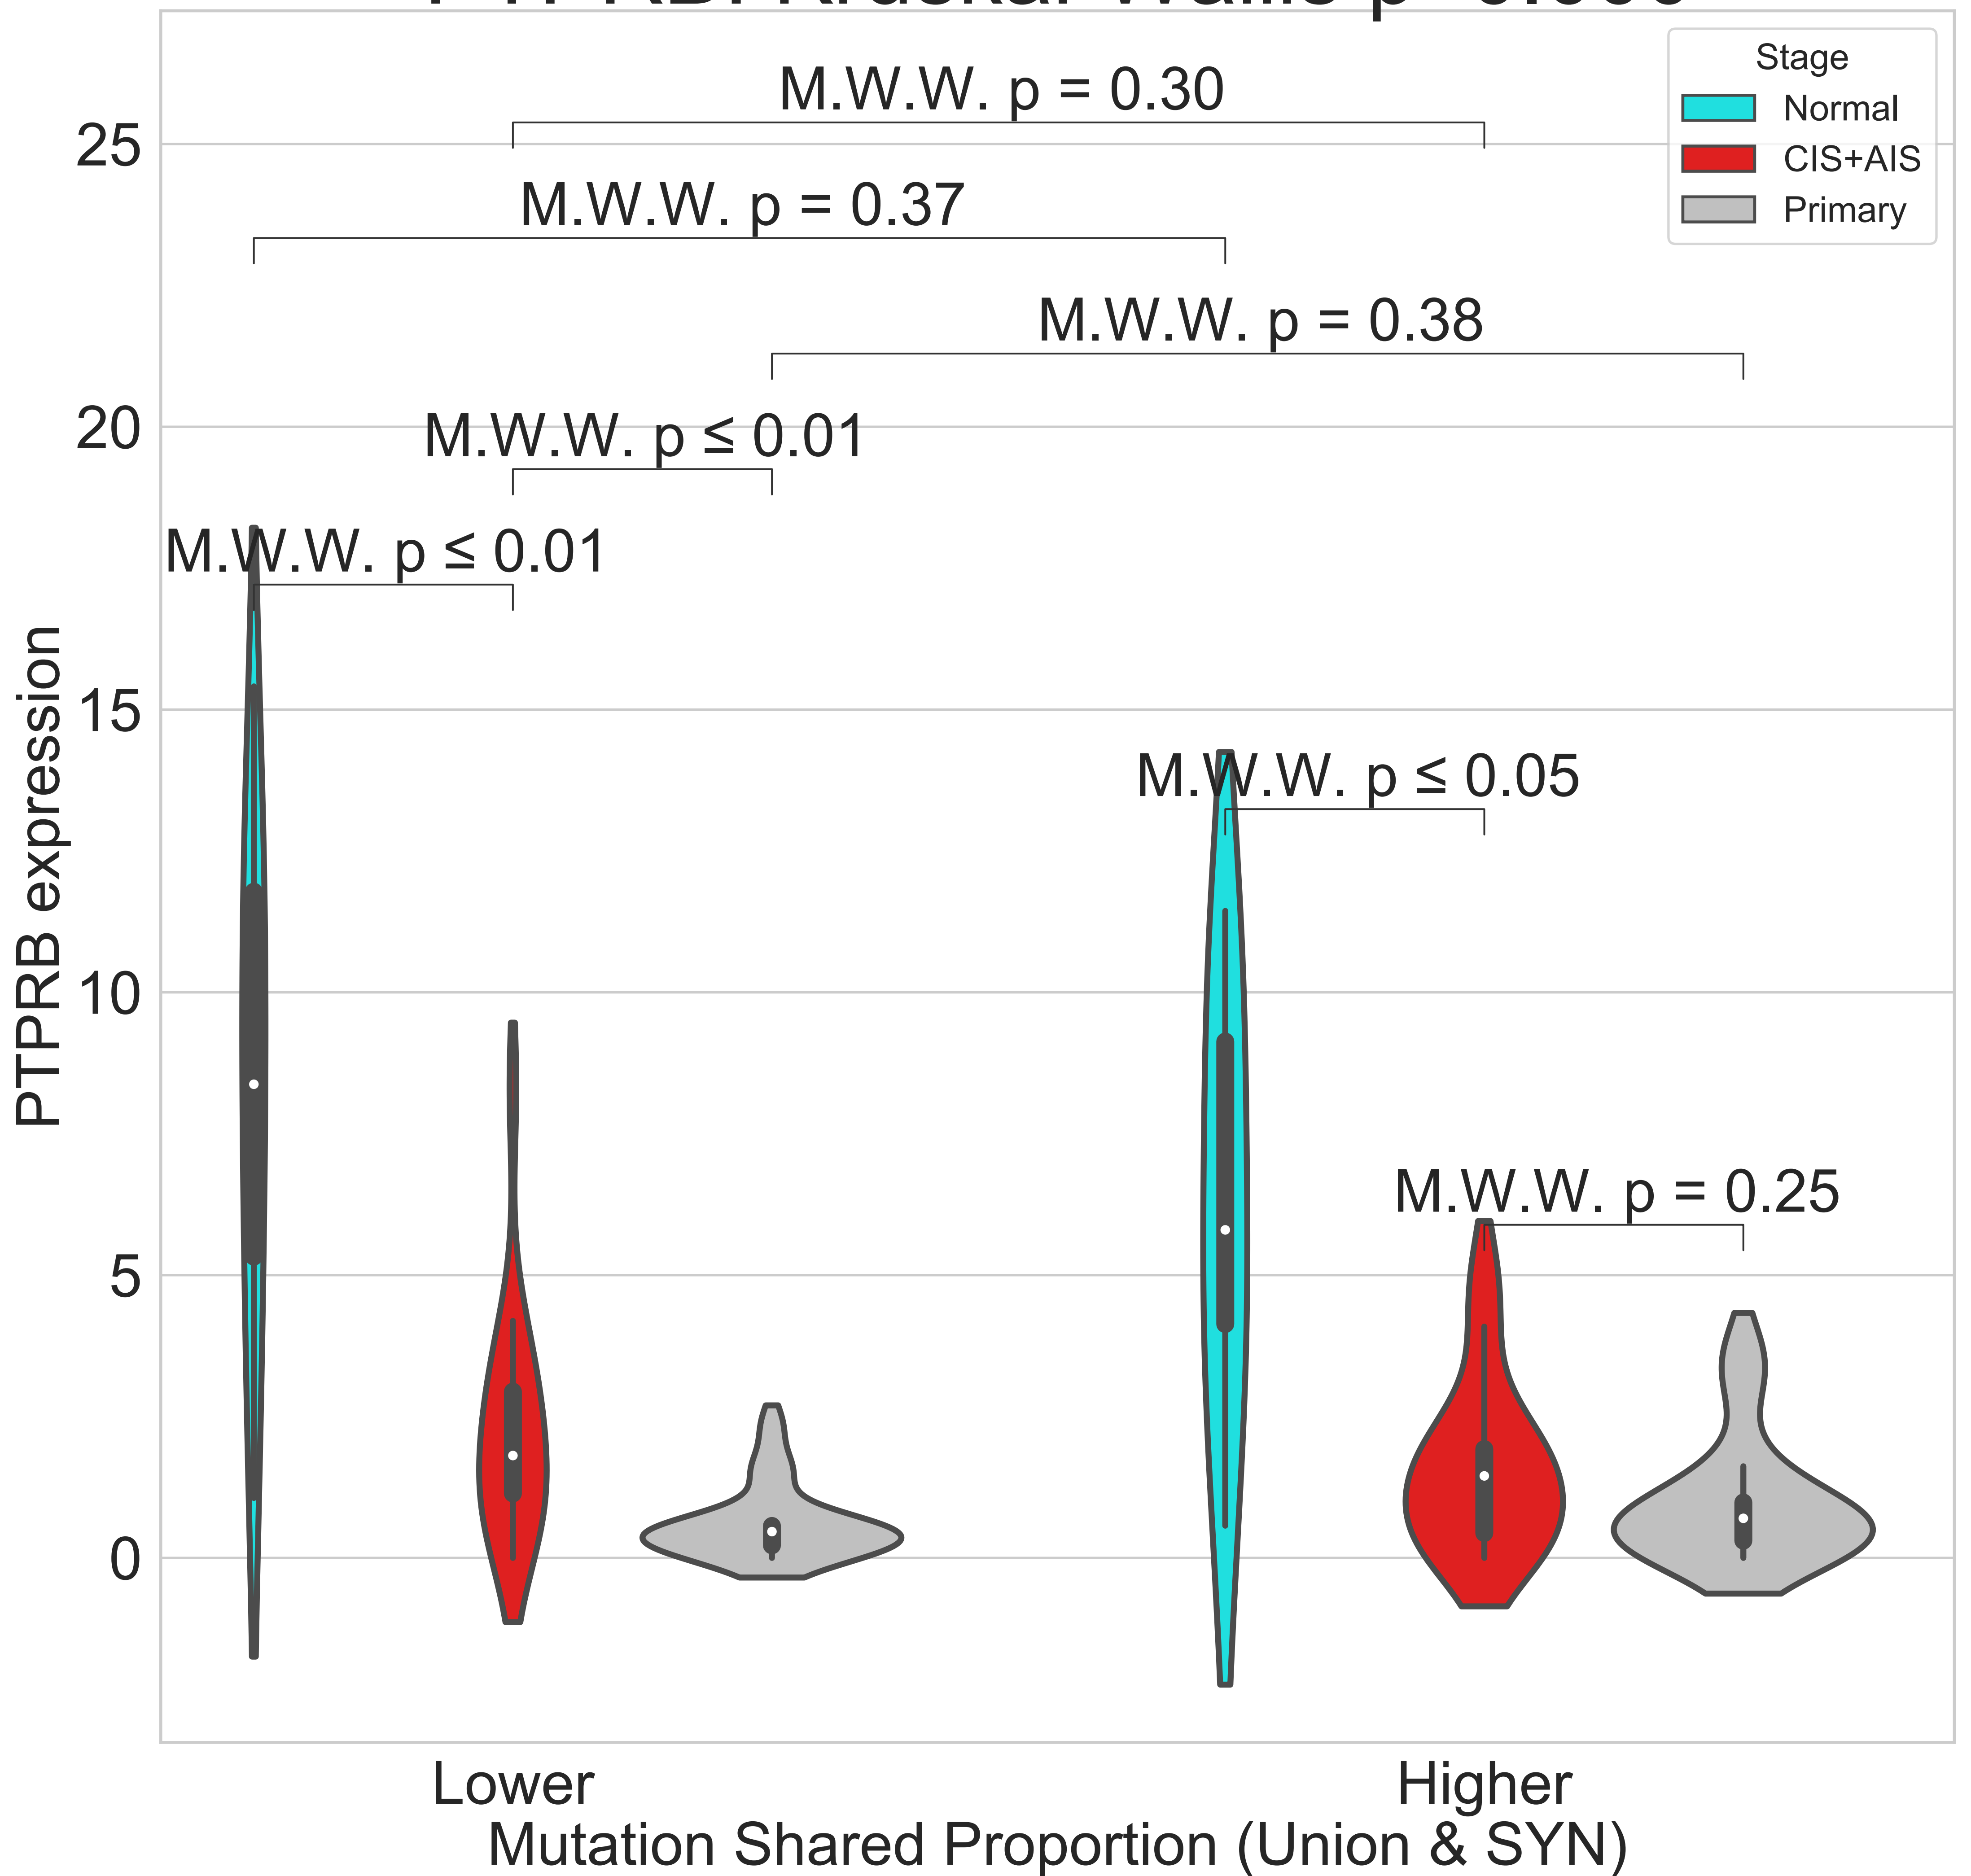 Stage
Normal
CIS+AIS
Primary
M.W.W. p = 0.30
25
M.W.W. p = 0.37
M.W.W. p = 0.38
M.W.W. p ≤ 0.01
20
M.W.W. p ≤ 0.01
15
M.W.W. p ≤ 0.05
PTPRB expression
10
M.W.W. p = 0.25
5
0
Lower
Higher
Mutation Shared Proportion (Union & SYN)